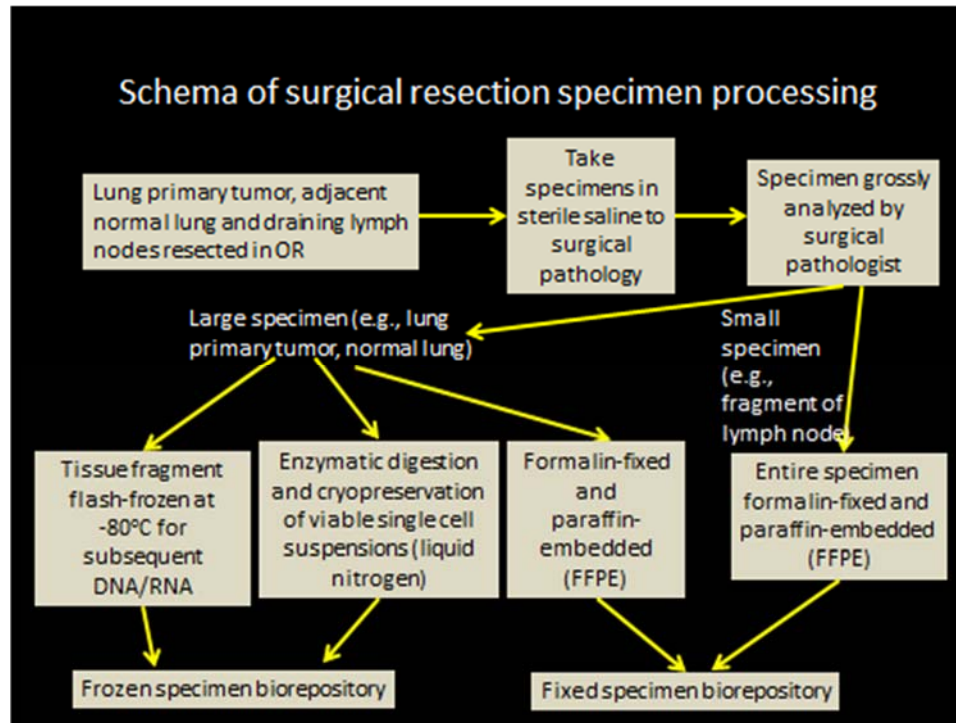 Schema of surgical resection specimen processing
Lung primary tumor, adjacent
normal lung and draining lymph
nodes resected in OR
Take
specimens in
sterile saline to
surgical
pathology
Specimen grossly
analyzed by
surgical
pathologist
Large specimen (e.g., lung
primary tumor, normal lung)
Small
specimen
(e.g.,
fragment of
lymph node)
Tissue fragment
flash-frozen at
-80°C for
subsequent
DNA/RNA
Enzymatic digestion
and cryopreservation
of viable single cell
suspensions (liquid
nitrogen)
Formalin-fixed
and
paraffin-
embedded
(FFPE)
Entire specimen
formalin-fixed and
paraffin-embedded
(FFPE)
Frozen specimen biorepository
Fixed specimen biorepository